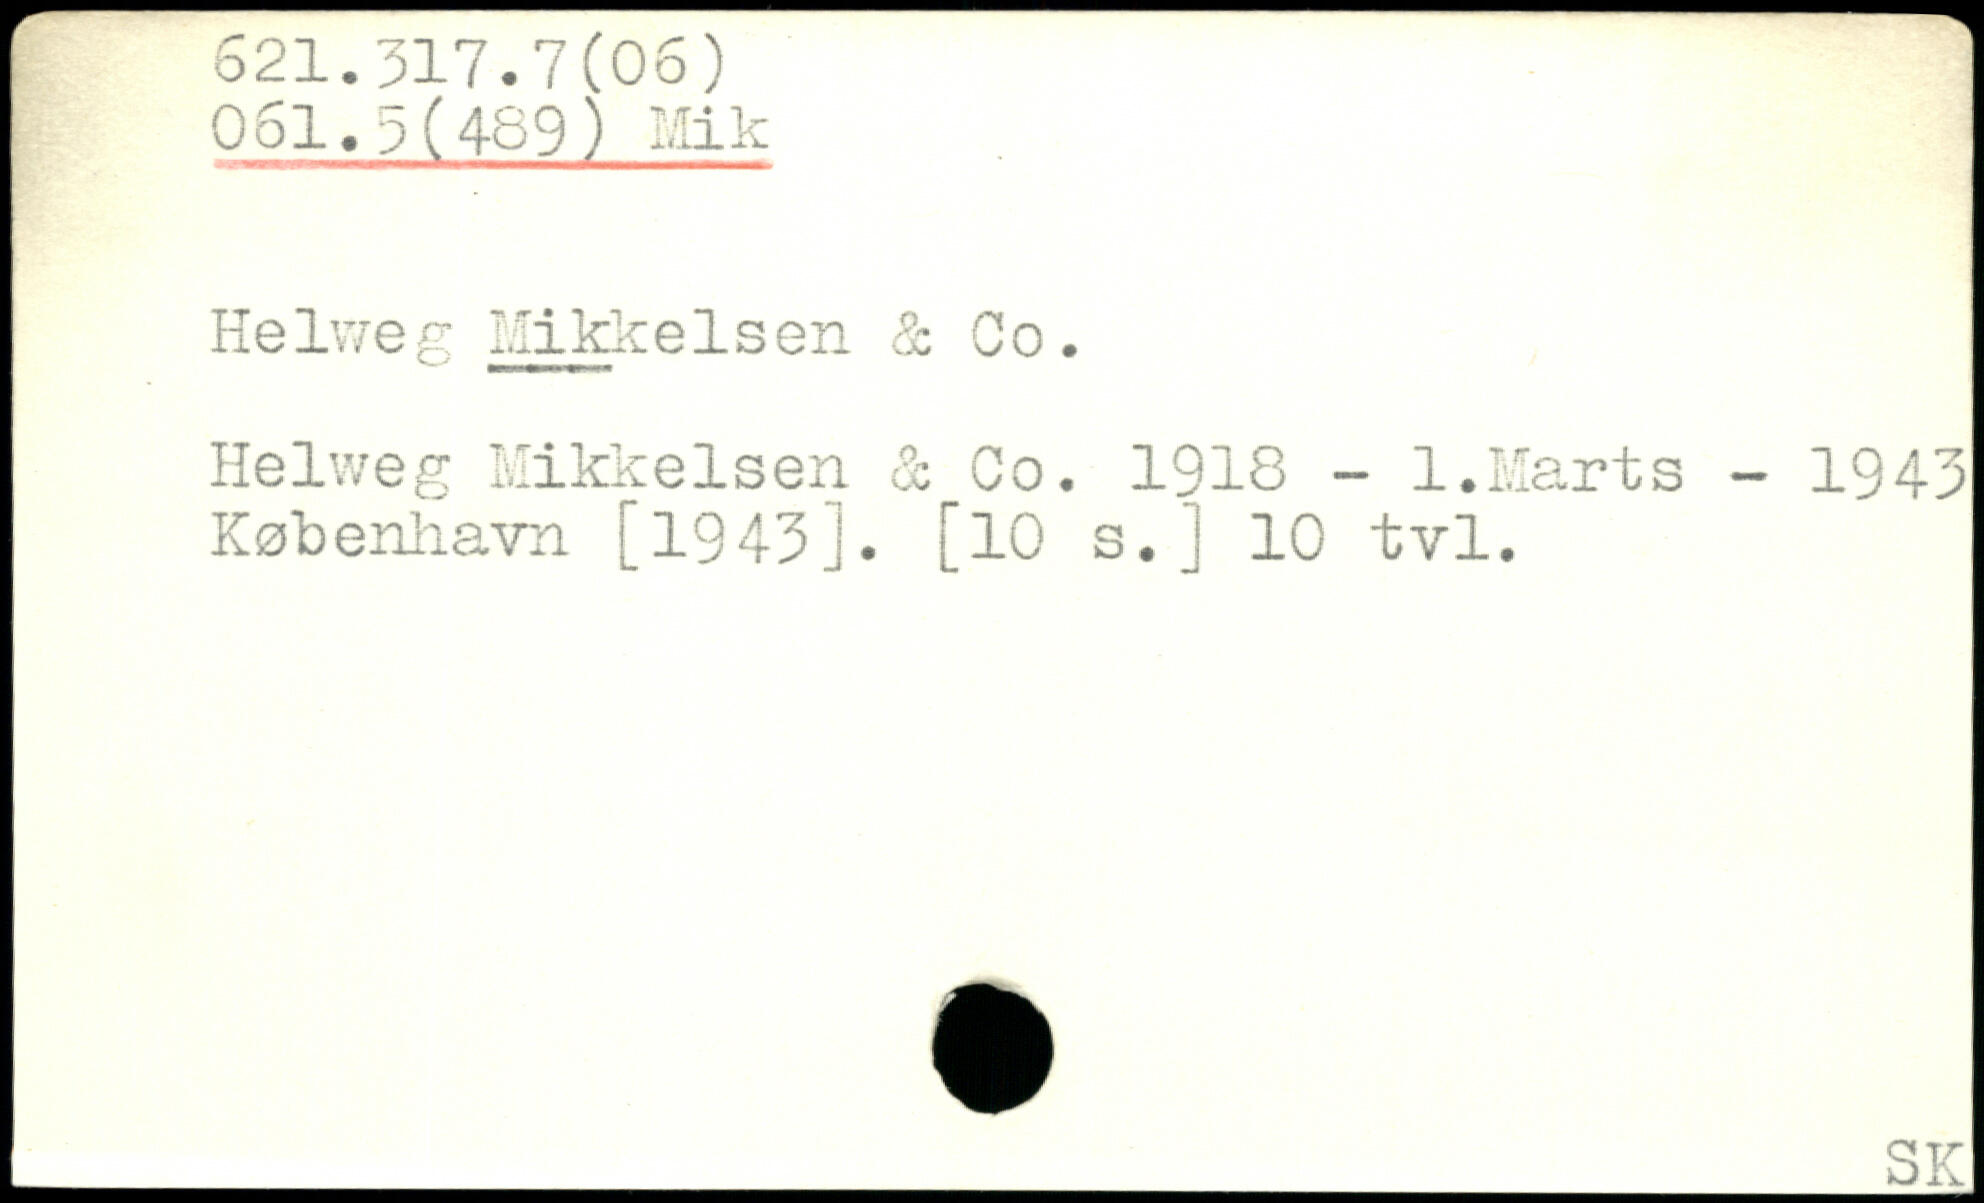 621.317.7(06)
061.5(489) Mik
Helweg Mikkelsen & Co.
Helweg Mikkelsen & Co. 1918 - 1.Marts - 1943
København [1943]. [10 s.] 10 tvl.
SK